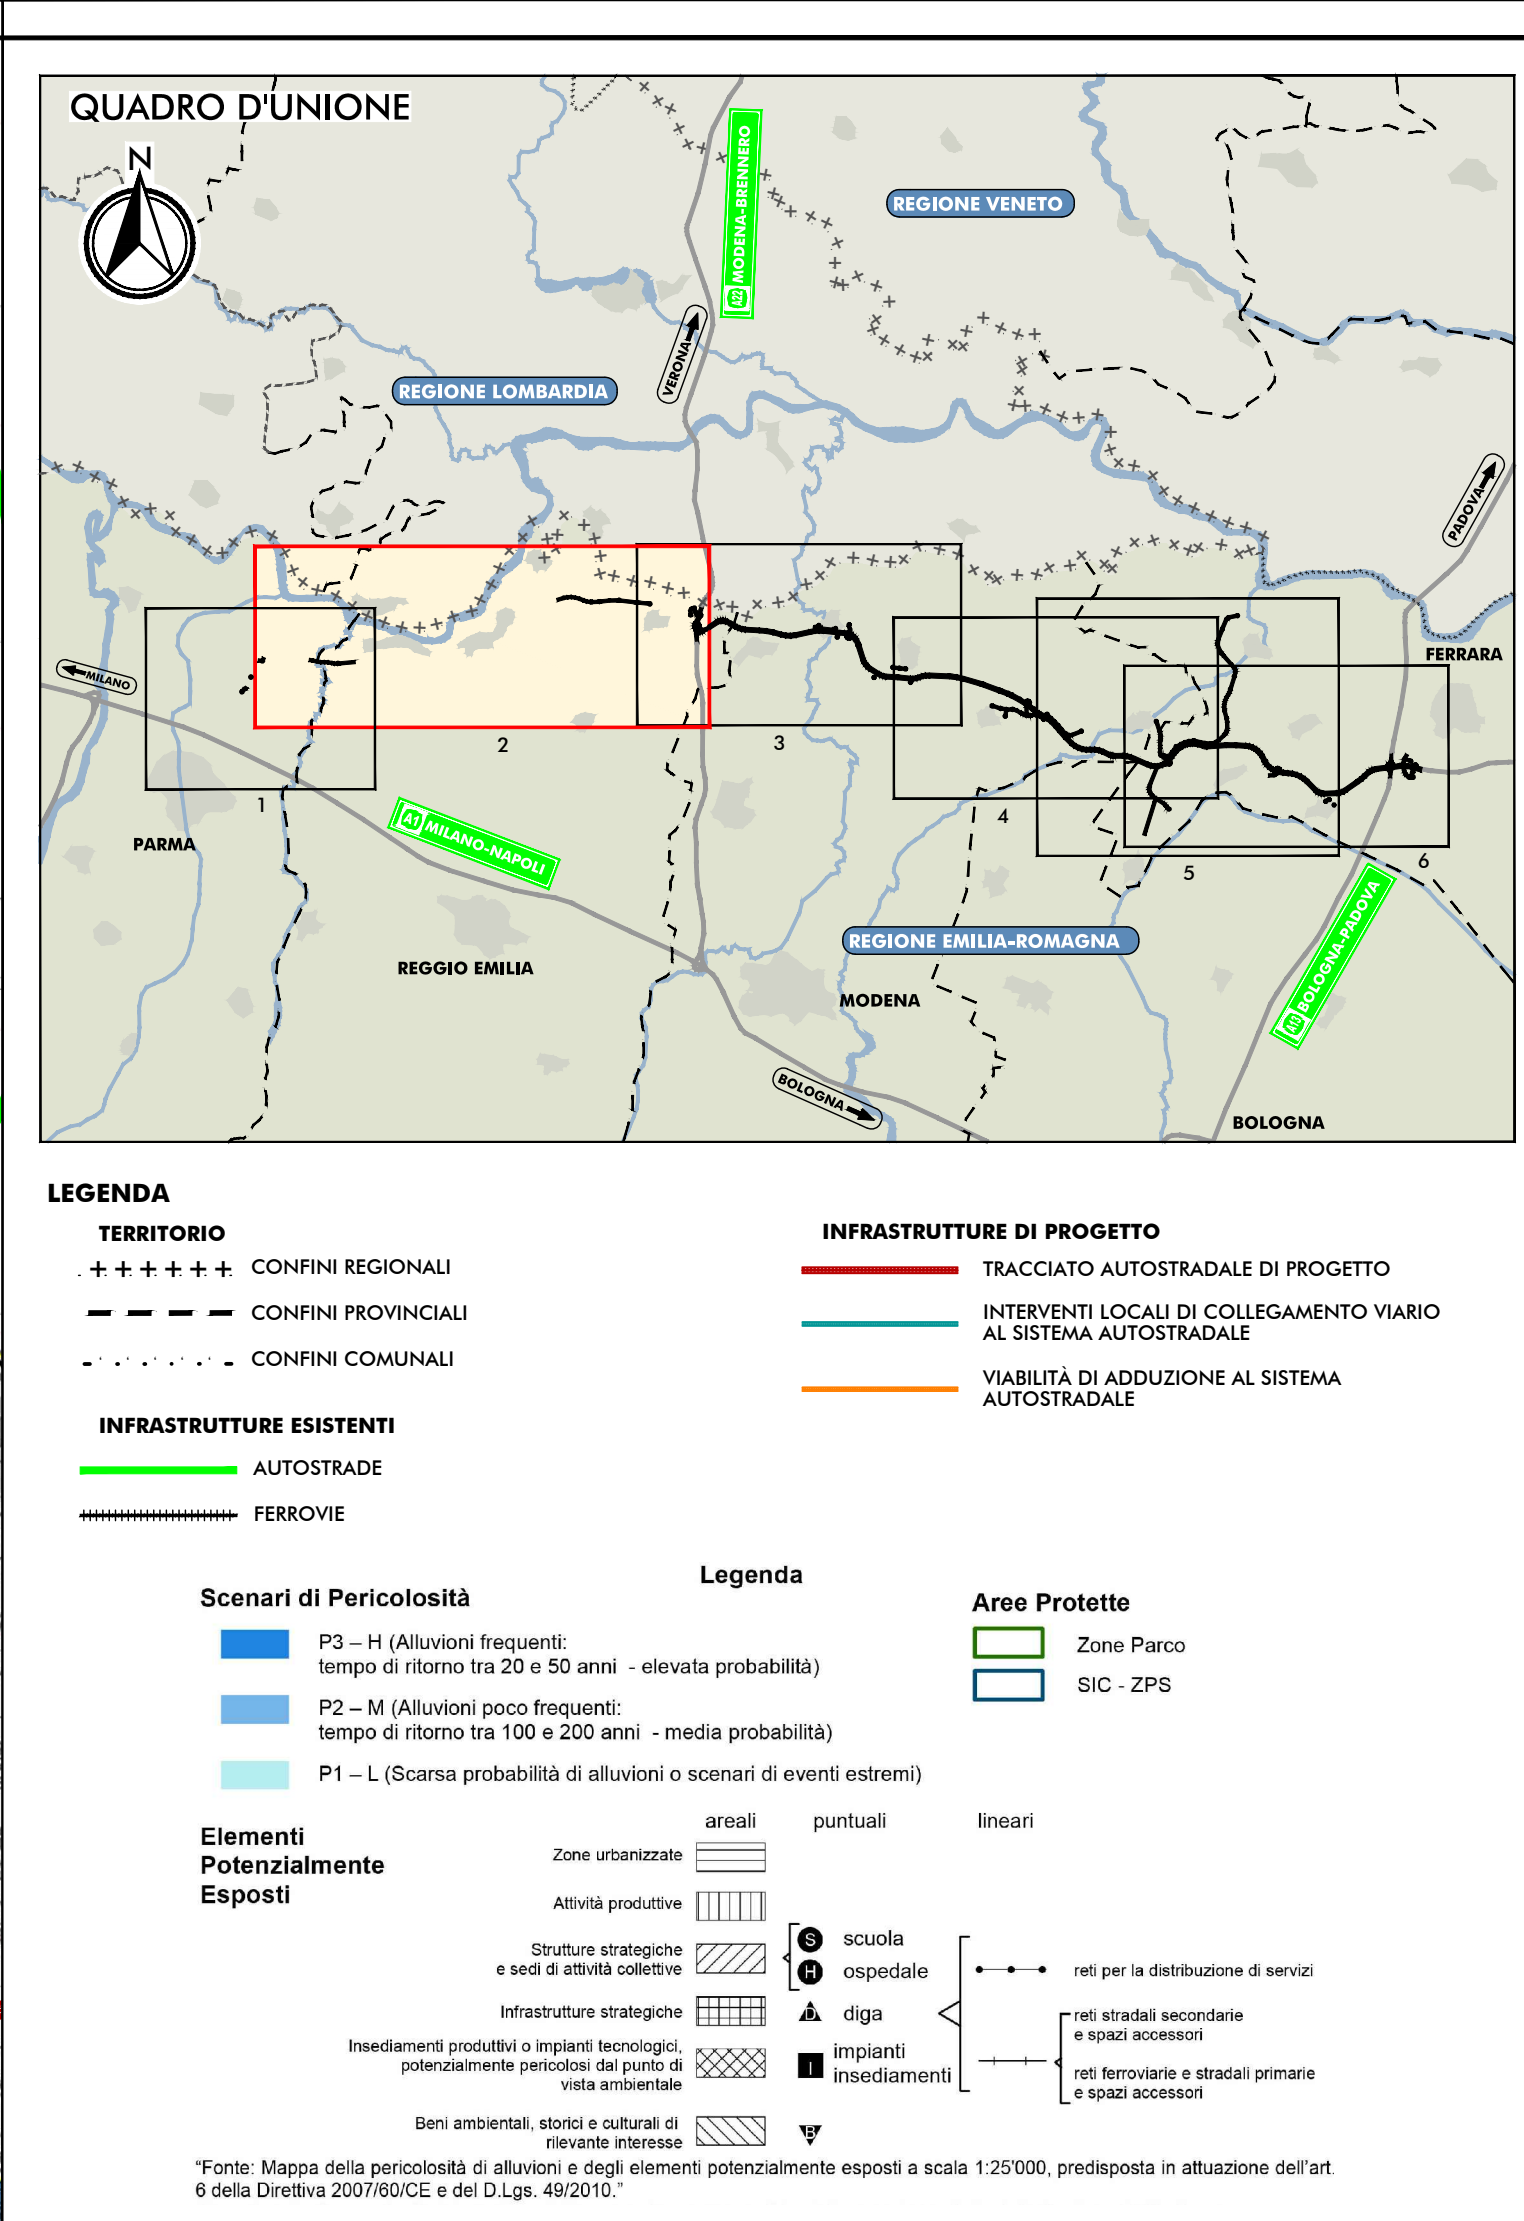 QUADRO D'UNIONE
N
A22 MODENA-BRENNERO
REGIONE VENETO
VERONA
REGIONE LOMBARDIA
PADOVA
MILANO
FERRARA
2
3
1
4
5
6
PARMA
A1 MILANO-NAPOLI
REGIONE EMILIA-ROMAGNA
A13 BOLOGNA-PADOVA
REGGIO EMILIA
MODENA
BOLOGNA
BOLOGNA
LEGENDA
TERRITORIO
CONFINI REGIONALI
CONFINI PROVINCIALI
CONFINI COMUNALI
INFRASTRUTTURE ESISTENTI
AUTOSTRADE
FERROVIE
INFRASTRUTTURE DI PROGETTO
TRACCIATO AUTOSTRADALE DI PROGETTO
INTERVENTI LOCALI DI COLLEGAMENTO VIARIO
AL SISTEMA AUTOSTRADALE
VIABILITÀ DI ADDUZIONE AL SISTEMA
AUTOSTRADALE
Legenda
Scenari di Pericolosità
P3 – H (Alluvioni frequenti:
tempo di ritorno tra 20 e 50 anni - elevata probabilità)
P2 – M (Alluvioni poco frequenti:
tempo di ritorno tra 100 e 200 anni - media probabilità)
P1 – L (Scarsa probabilità di alluvioni o scenari di eventi estremi)
Aree Protette
Zone Parco
SIC - ZPS
Elementi
Potenzialmente
Esposti
areali puntuali lineari
Zone urbanizzate
Attività produttive
Strutture strategiche
e sedi di attività collettive
S scuola
H ospedale
Infrastrutture strategiche
D diga
Insediamenti produttivi o impianti tecnologici,
potenzialmente pericolosi dal punto di
vista ambientale
I impianti
insediamenti
Beni ambientali, storici e culturali di
rilevante interesse
B
reti per la distribuzione di servizi
reti stradali secondarie
e spazi accessori
reti ferroviarie e stradali primarie
e spazi accessori
“Fonte: Mappa della pericolosità di alluvioni e degli elementi potenzialmente esposti a scala 1:25'000, predisposta in attuazione dell’art.
6 della Direttiva 2007/60/CE e del D.Lgs. 49/2010.”